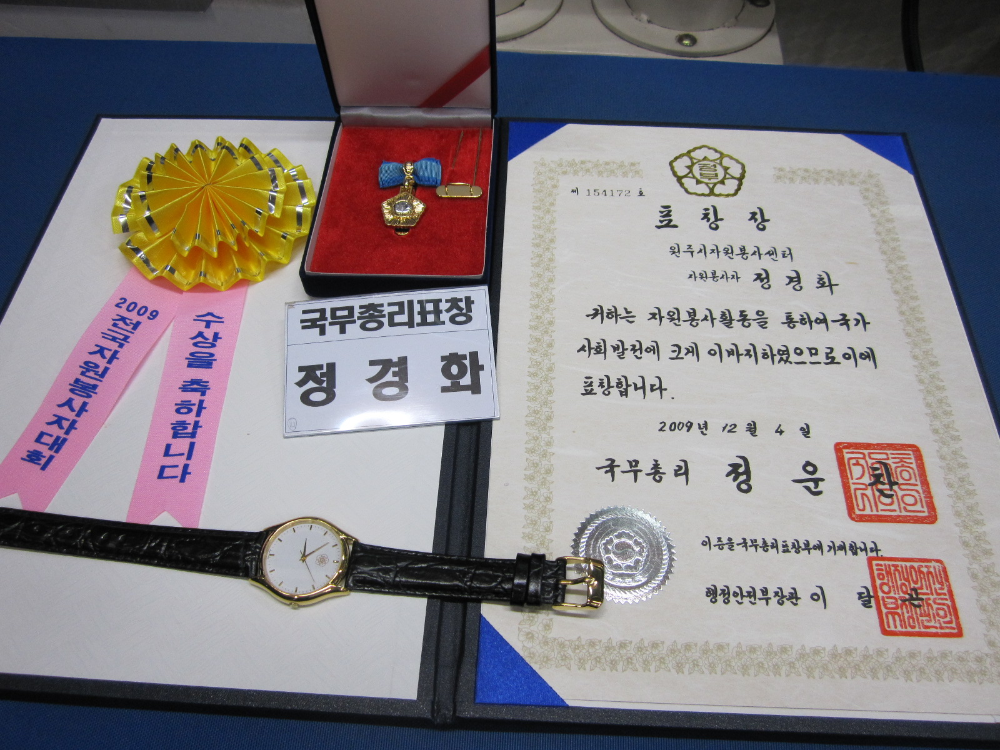 2009 전국자원봉사자대회
수상을 축하합니다
국무총리표창
정경화
제 154172 호
표창장
원주시자원봉사센터
자원봉사자 정경화
귀하는 자원봉사활동을 통하여 국가
사회발전에 크게 이바지하였으므로 이에
표창합니다.
2009년 12월 4일
국무총리 정운찬
이 증을 국무총리표창부에 기재합니다.
행정안전부장관 이달곤